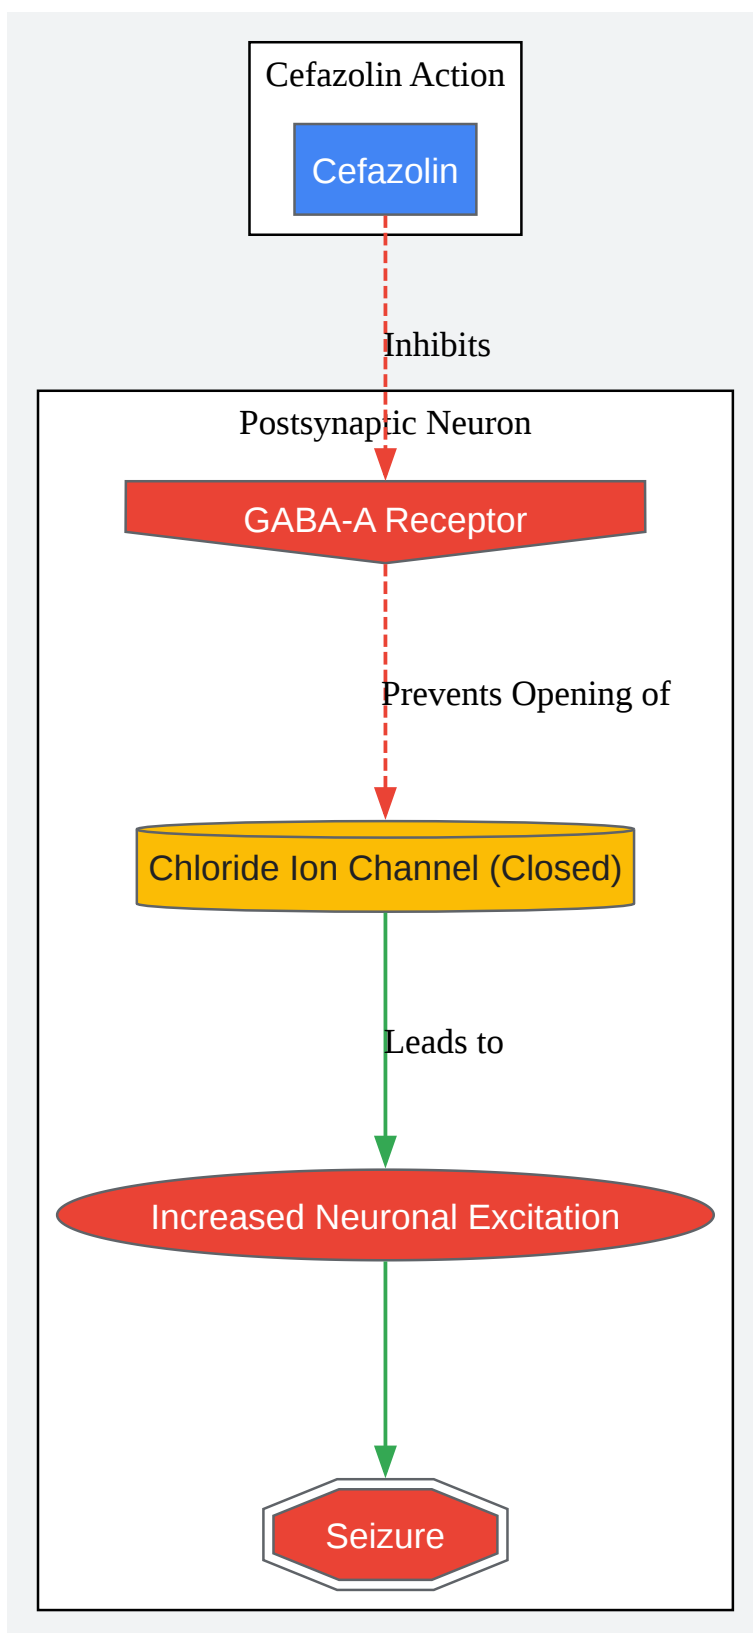 Cefazolin Action
Cefazolin
Inhibits
Postsynaptic Neuron
GABA-A Receptor
Prevents Opening of
Chloride Ion Channel (Closed)
Leads to
Increased Neuronal Excitation
Seizure